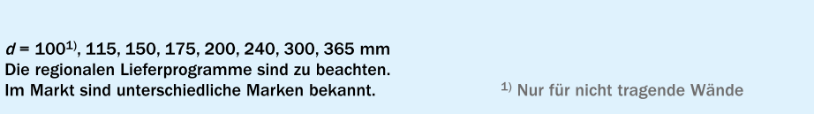 d = 100¹⁾, 115, 150, 175, 200, 240, 300, 365 mm
Die regionalen Lieferprogramme sind zu beachten.
Im Markt sind unterschiedliche Marken bekannt.
¹⁾ Nur für nicht tragende Wände